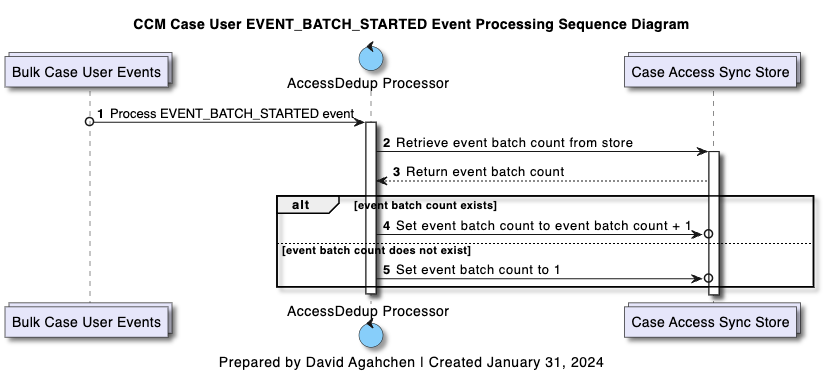 CCM Case User EVENT_BATCH_STARTED Event Processing Sequence Diagram
Bulk Case User Events
AccessDedup Processor
Case Access Sync Store
1 Process EVENT_BATCH_STARTED event
2 Retrieve event batch count from store
3 Return event batch count
alt [event batch count exists]
4 Set event batch count to event batch count + 1
[event batch count does not exist]
5 Set event batch count to 1
Bulk Case User Events
AccessDedup Processor
Case Access Sync Store
Prepared by David Agahchen | Created January 31, 2024